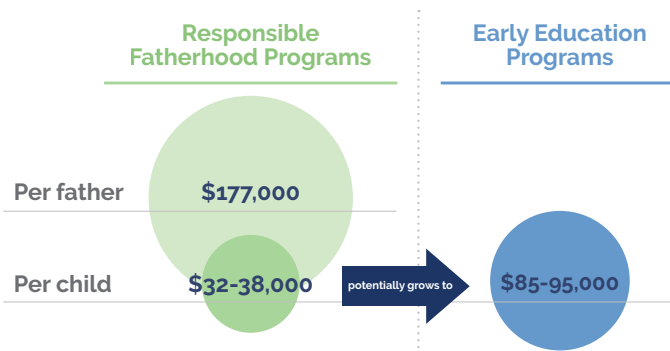 Responsible
Fatherhood Programs
Early Education
Programs
Per father
$177,000
Per child
$32-38,000
potentially grows to
$85-95,000